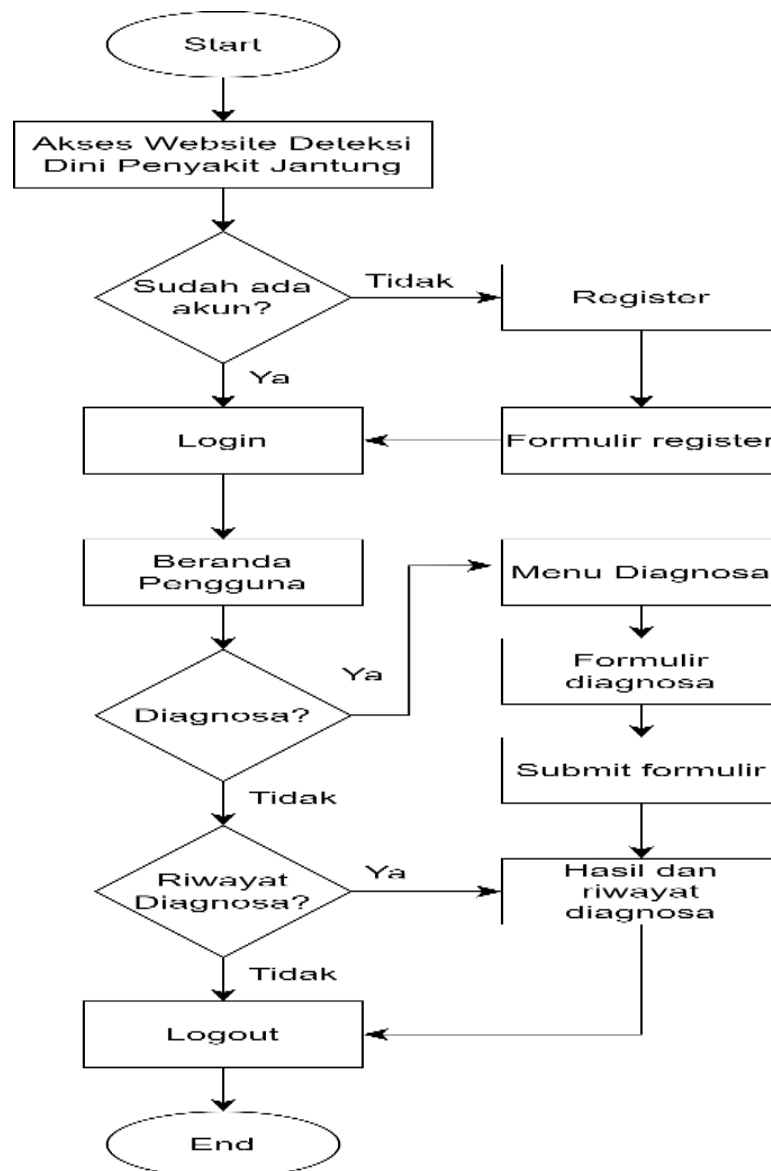 Start
Akses Website Deteksi
Dini Penyakit Jantung
Sudah ada
akun?
Tidak
Register
Ya
Login
Formulir register
Beranda
Pengguna
Menu Diagnosa
Ya
Formulir
diagnosa
Diagnosa?
Submit formulir
Tidak
Riwayat
Diagnosa?
Ya
Hasil dan
riwayat
diagnosa
Tidak
Logout
End